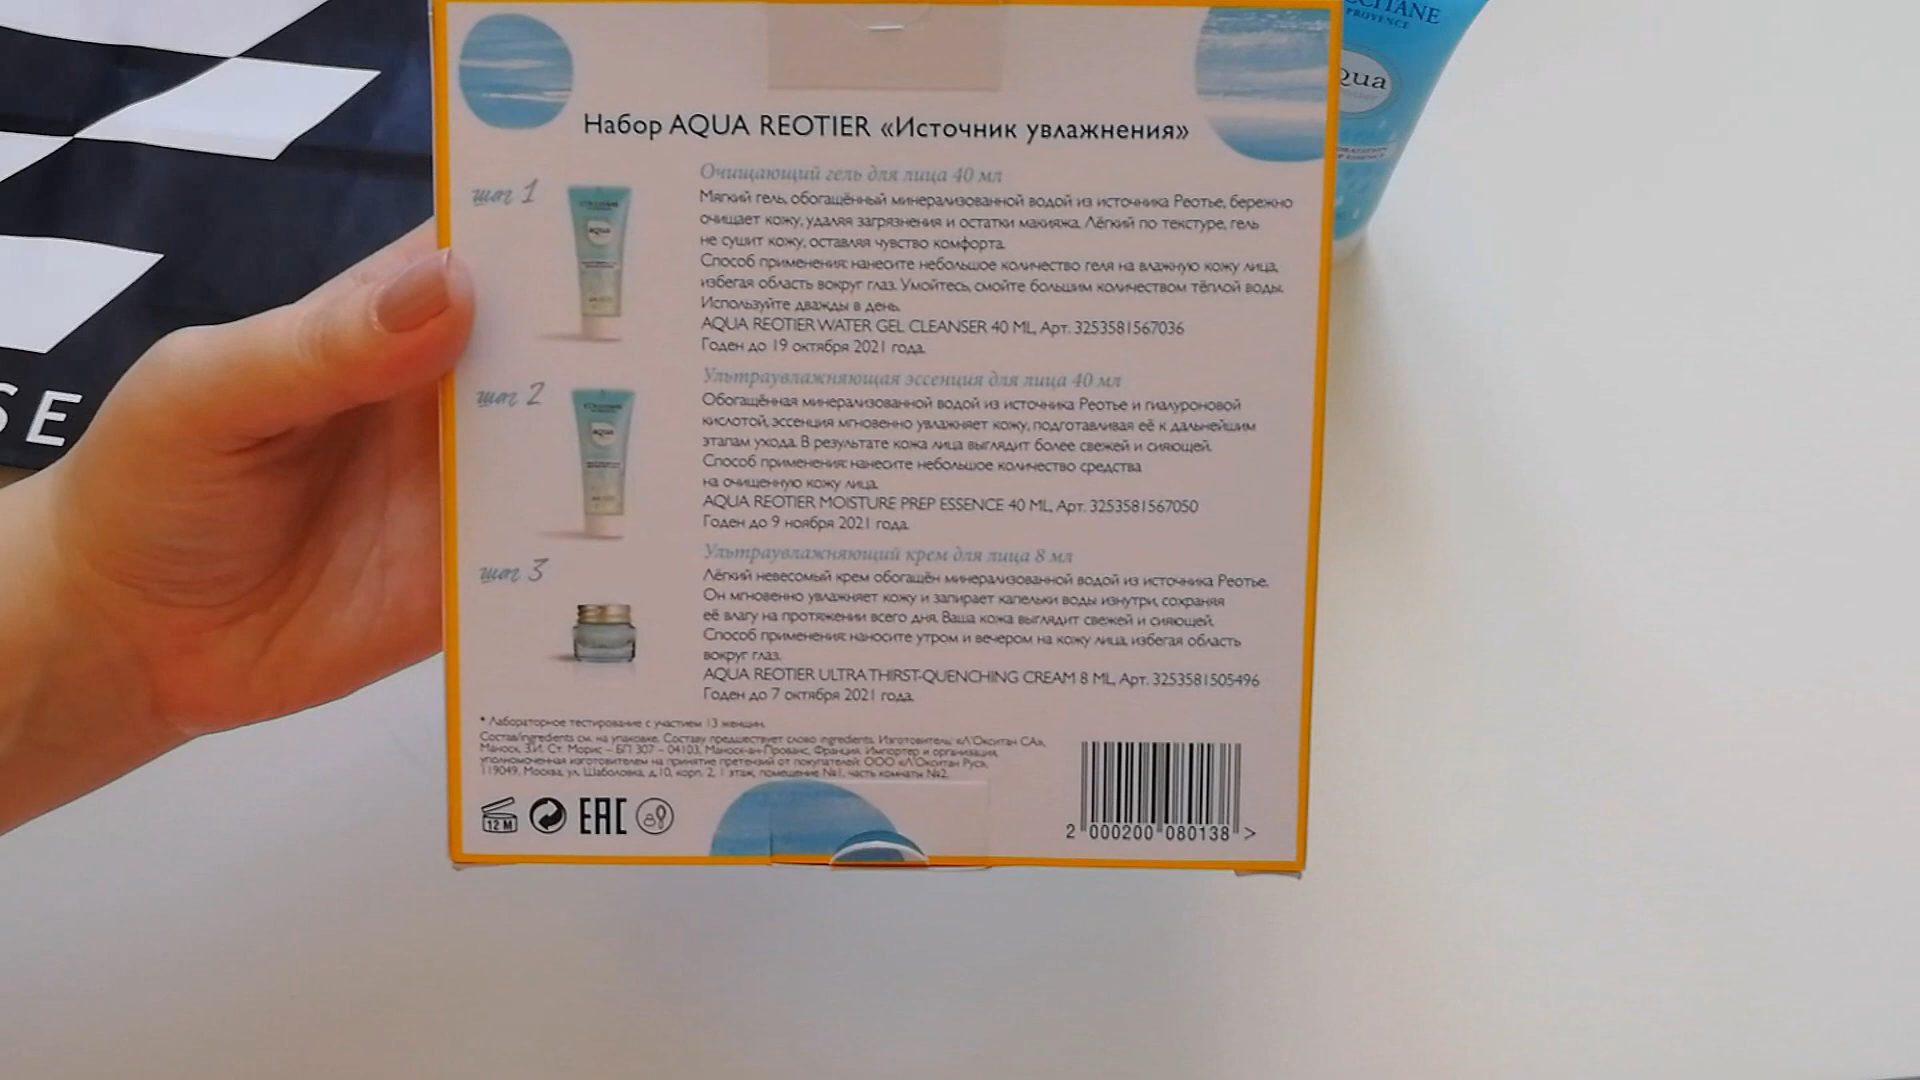 Набор AQUA REOTIER «Источник увлажнения»
шаг 1
Очищающий гель для лица 40 мл
Мягкий гель, обогащённый минерализованной водой из источника Реотье, бережно
очищает кожу, удаляя загрязнения и остатки макияжа. Лёгкий по текстуре, гель
не сушит кожу, оставляя чувство комфорта.
Способ применения: нанесите небольшое количество геля на влажную кожу лица,
избегая область вокруг глаз. Умойтесь, смойте большим количеством тёплой воды.
Используйте дважды в день.
AQUA REOTIER WATER GEL CLEANSER 40 ML, Арт. 3253581567036
Годен до 19 октября 2021 года.
шаг 2
Ультраувлажняющая эссенция для лица 40 мл
Обогащённая минерализованной водой из источника Реотье и гиалуроновой
кислотой, эссенция мгновенно увлажняет кожу, подготавливая её к дальнейшим
этапам ухода. В результате кожа лица выглядит более свежей и сияющей.
Способ применения: нанесите небольшое количество средства
на очищенную кожу лица.
AQUA REOTIER MOISTURE PREP ESSENCE 40 ML, Арт. 3253581567050
Годен до 9 ноября 2021 года.
шаг 3
Ультраувлажняющий крем для лица 8 мл
Лёгкий невесомый крем обогащён минерализованной водой из источника Реотье.
Он мгновенно увлажняет кожу и запирает капельки воды изнутри, сохраняя
её влагу на протяжении всего дня. Ваша кожа выглядит свежей и сияющей.
Способ применения: наносите утром и вечером на кожу лица, избегая область
вокруг глаз.
AQUA REOTIER ULTRA THIRST-QUENCHING CREAM 8 ML, Арт. 3253581505496
Годен до 7 октября 2021 года.
* Лабораторное тестирование с участием 13 женщин.
Состав/Ingredients см. на упаковке. Составу предшествует слово ingredients. Изготовитель: «Л'Окситан СА»,
Маноск, З.И. Ст. Морис – БП 307 – 04103, Маноск-ан-Прованс, Франция. Импортер и организация,
уполномоченная изготовителем на принятие претензий от покупателей: ООО «Л'Окситан Рус»,
119049, Москва, ул. Шаболовка, д.10, корп. 2, 1 этаж, помещение №1, часть комнаты №2.
12 M
EAC
2 000200 080138 >
CCITANE
PROVENCE
qua
SE
aqua
aqua